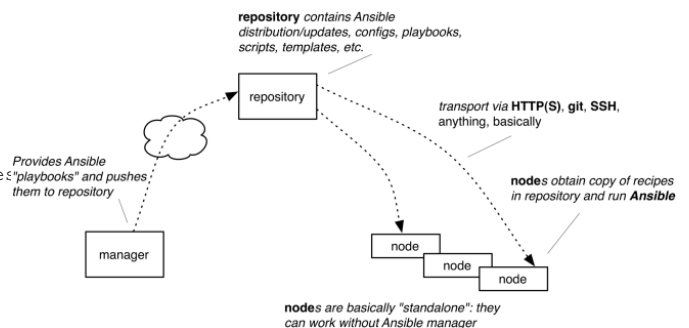 repository contains Ansible
distribution/updates, configs, playbooks,
scripts, templates, etc.
repository
transport via HTTP(S), git, SSH,
anything, basically
Provides Ansible
"playbooks" and pushes
them to repository
nodes obtain copy of recipes
in repository and run Ansible
manager
node
node
node
nodes are basically "standalone": they
can work without Ansible manager